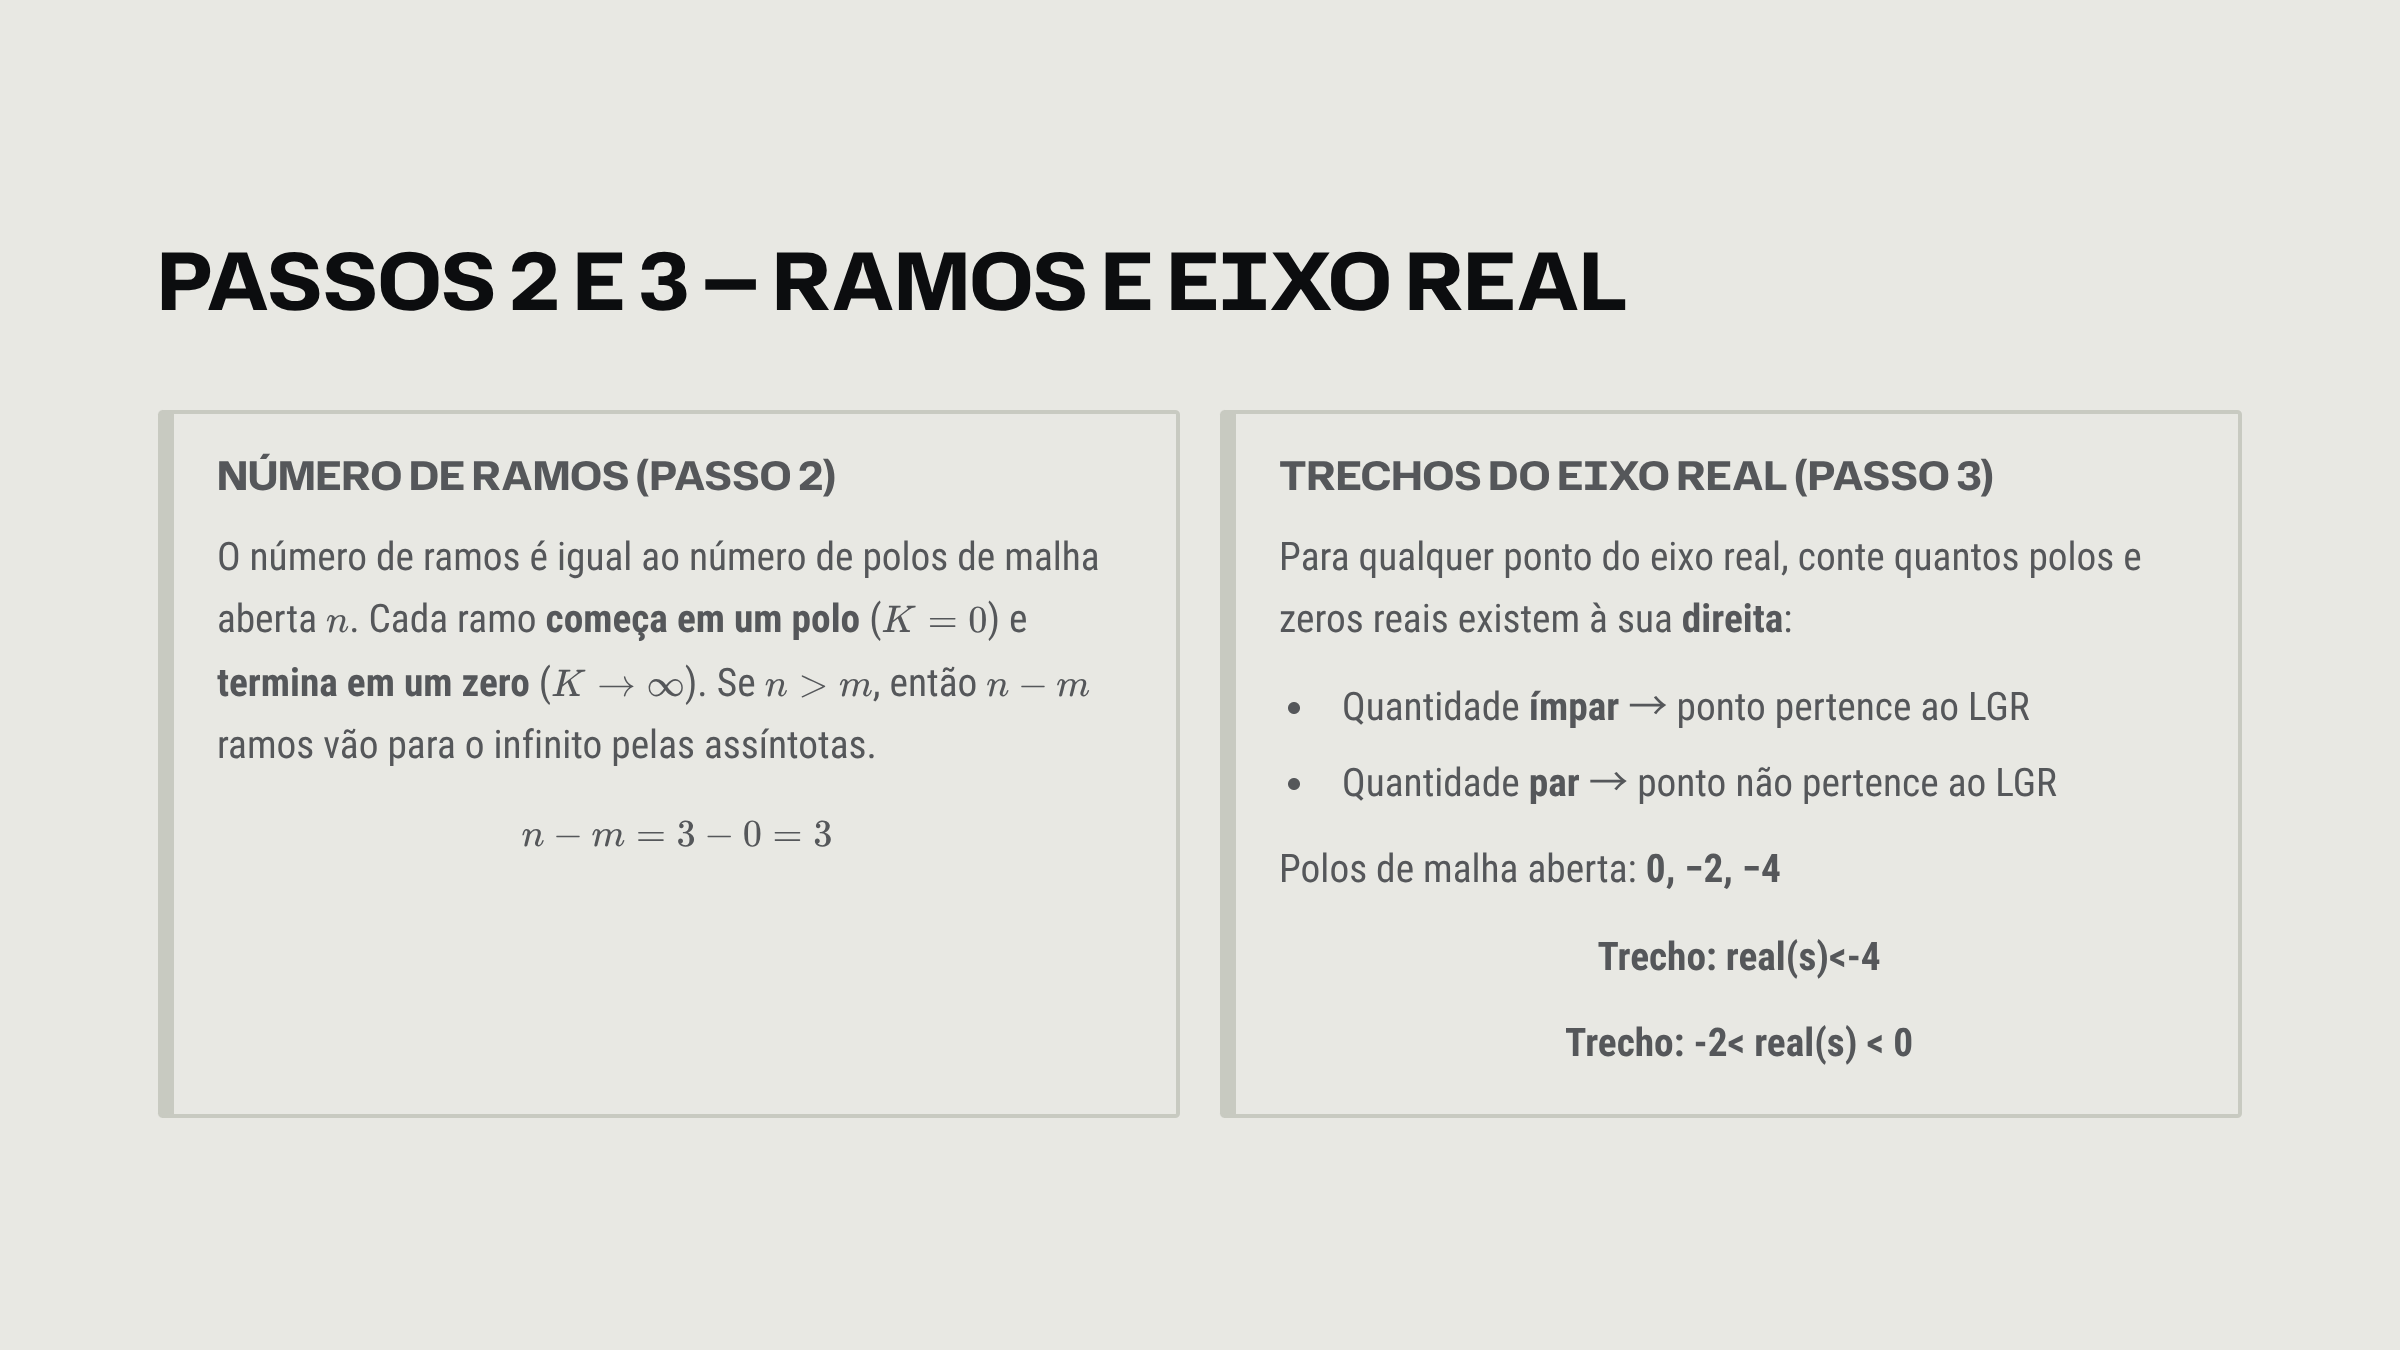 PASSOS 2 E 3 – RAMOS E EIXO REAL
NÚMERO DE RAMOS (PASSO 2)
O número de ramos é igual ao número de polos de malha
aberta n. Cada ramo começa em um polo (K = 0) e
termina em um zero (K → ∞). Se n > m, então n − m
ramos vão para o infinito pelas assíntotas.
n − m = 3 − 0 = 3
TRECHOS DO EIXO REAL (PASSO 3)
Para qualquer ponto do eixo real, conte quantos polos e
zeros reais existem à sua direita:
• Quantidade ímpar → ponto pertence ao LGR
• Quantidade par → ponto não pertence ao LGR
Polos de malha aberta: 0, −2, −4
Trecho: real(s)<-4
Trecho: -2< real(s) < 0